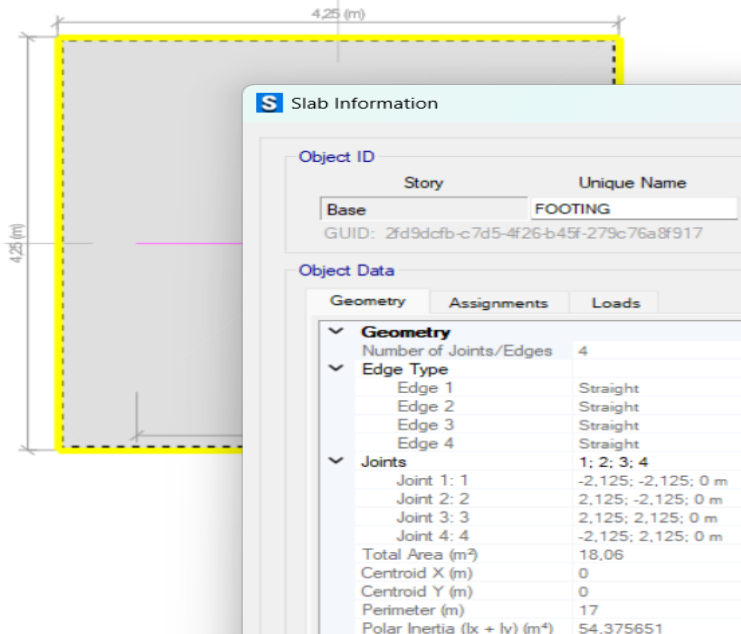 4,25 (m)
4,25 (m)
S Slab Information
Object ID
Story Unique Name
Base FOOTING
GUID: 2fd9dcfb-c7d5-4f26-b45f-279c76a8f917
Object Data
Geometry Assignments Loads
Geometry
Number of Joints/Edges 4
Edge Type
Edge 1 Straight
Edge 2 Straight
Edge 3 Straight
Edge 4 Straight
Joints 1; 2; 3; 4
Joint 1: 1 -2,125; -2,125; 0 m
Joint 2: 2 2,125; -2,125; 0 m
Joint 3: 3 2,125; 2,125; 0 m
Joint 4: 4 -2,125; 2,125; 0 m
Total Area (m²) 18,06
Centroid X (m) 0
Centroid Y (m) 0
Perimeter (m) 17
Polar Inertia (Ix + Iy) (m⁴) 54,375651